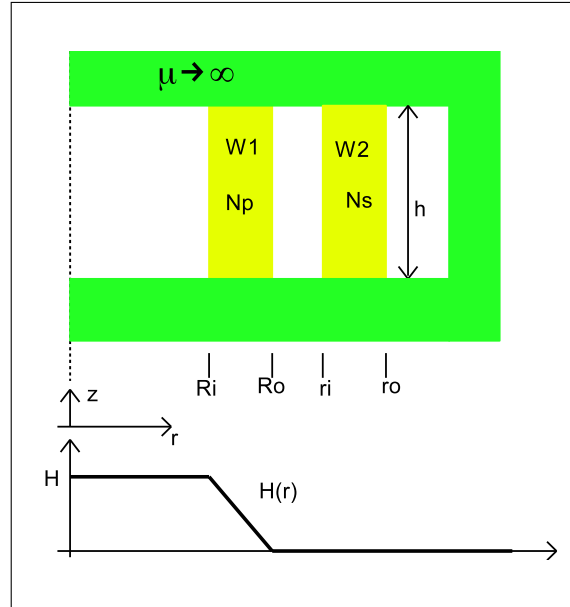 μ → ∞
W1 W2
Np Ns
h
Ri Ro ri ro
z
r
H H(r)